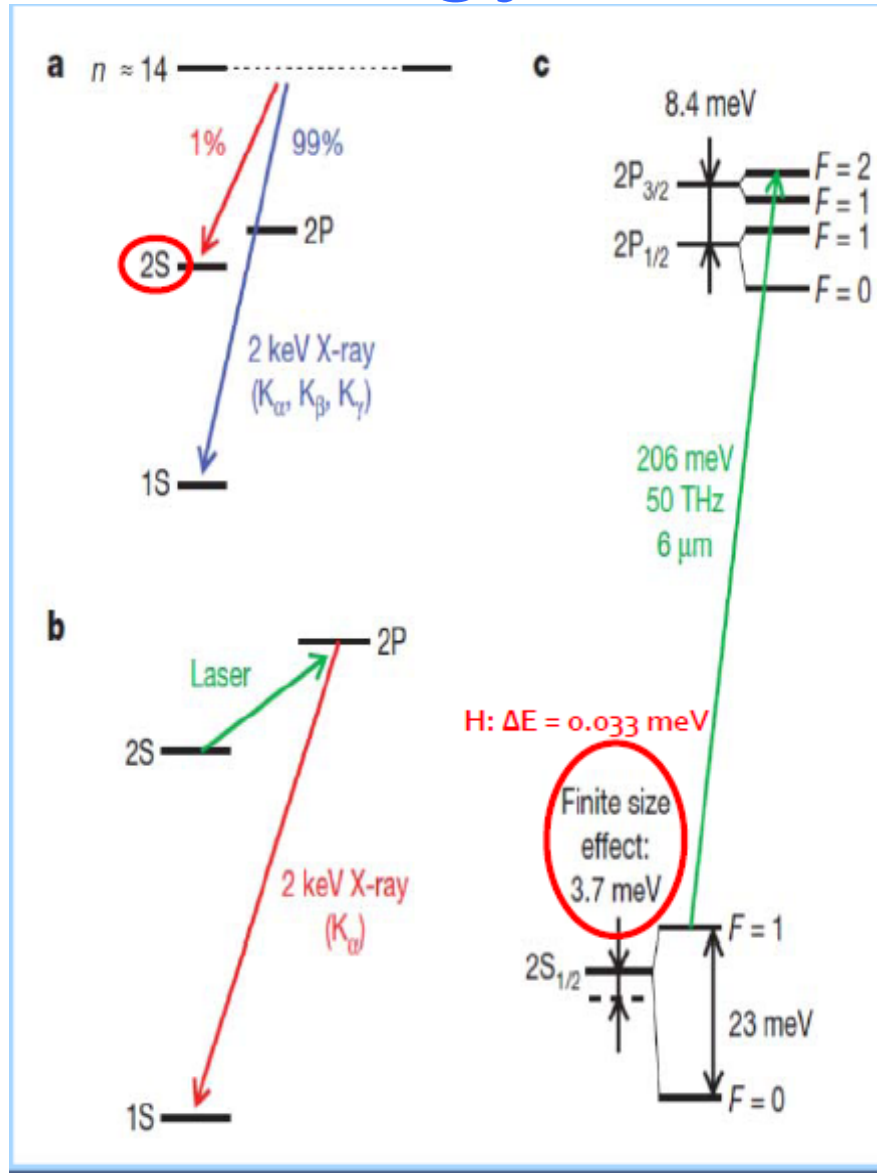 a
n ≈ 14
1%
99%
2P
2S
2 keV X-ray
(Kα, Kβ, Kγ)
1S
b
2P
Laser
2S
2 keV X-ray
(Kα)
1S
c
8.4 meV
2P3/2
F = 2
F = 1
2P1/2
F = 1
F = 0
206 meV
50 THz
6 μm
H: ΔE = 0.033 meV
Finite size
effect:
3.7 meV
2S1/2
F = 1
23 meV
F = 0